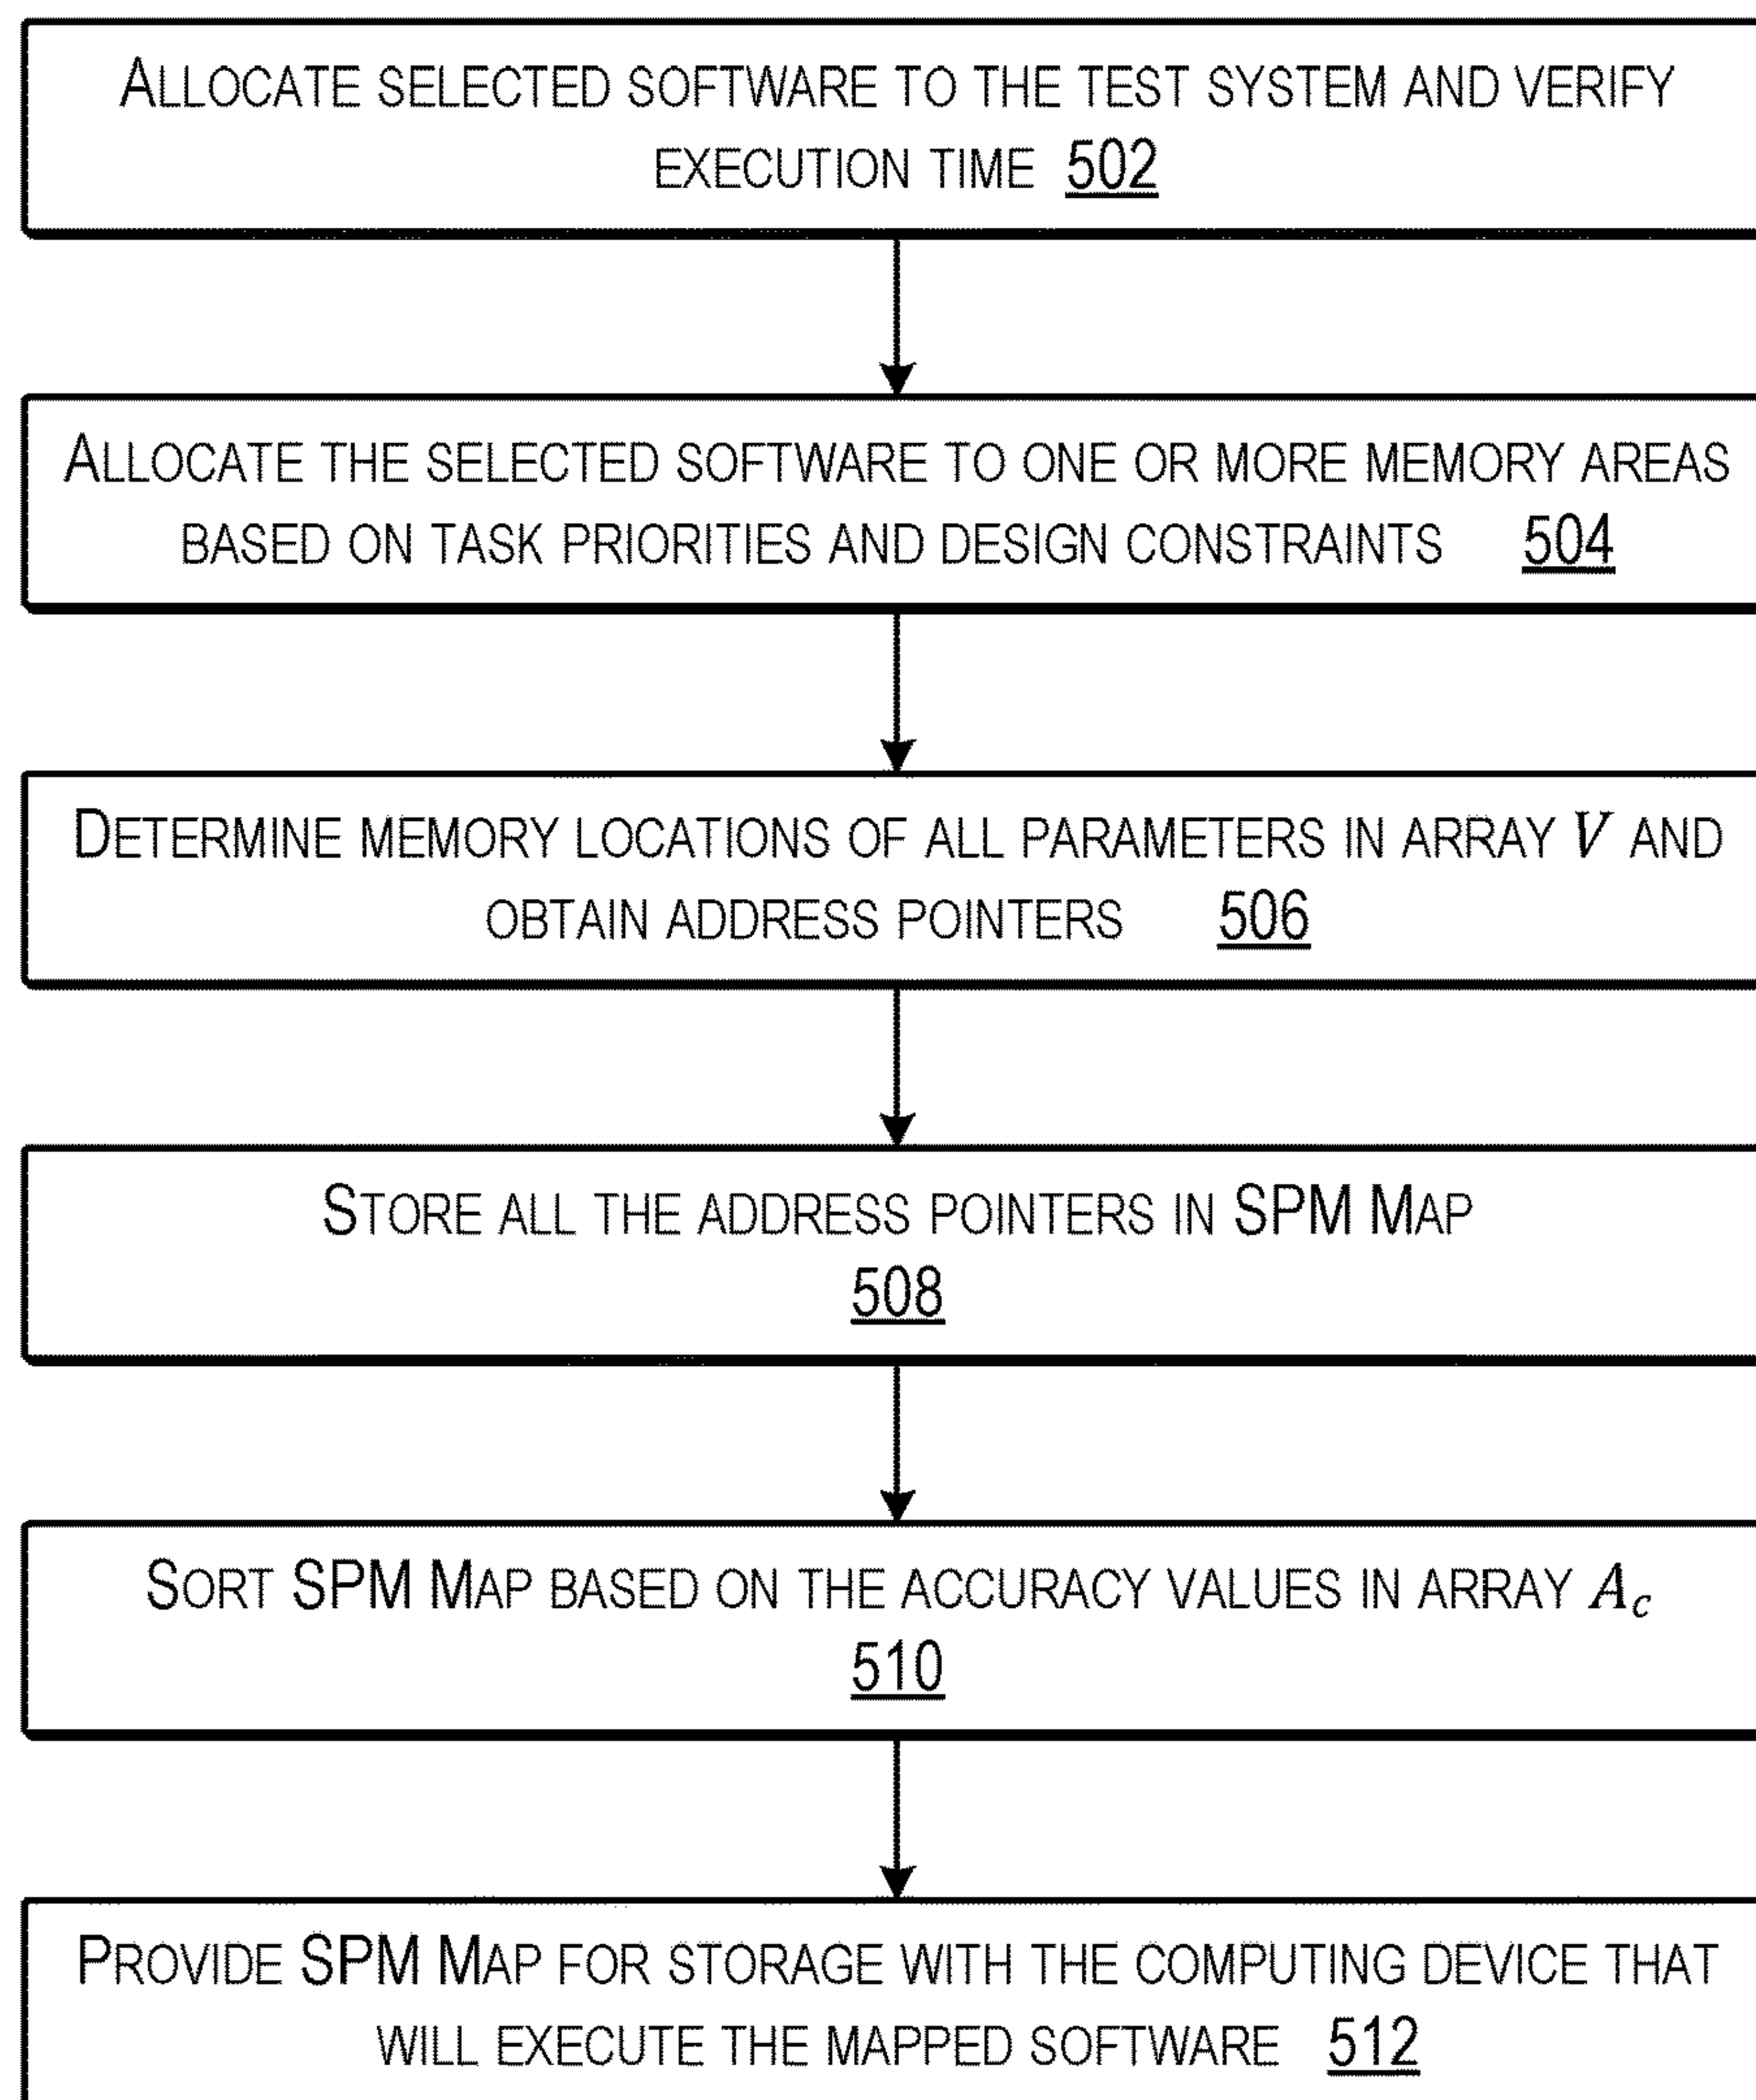 ALLOCATE SELECTED SOFTWARE TO THE TEST SYSTEM AND VERIFY
EXECUTION TIME 502
ALLOCATE THE SELECTED SOFTWARE TO ONE OR MORE MEMORY AREAS
BASED ON TASK PRIORITIES AND DESIGN CONSTRAINTS 504
DETERMINE MEMORY LOCATIONS OF ALL PARAMETERS IN ARRAY V AND
OBTAIN ADDRESS POINTERS 506
STORE ALL THE ADDRESS POINTERS IN SPM MAP
508
SORT SPM MAP BASED ON THE ACCURACY VALUES IN ARRAY A_c
510
PROVIDE SPM MAP FOR STORAGE WITH THE COMPUTING DEVICE THAT
WILL EXECUTE THE MAPPED SOFTWARE 512